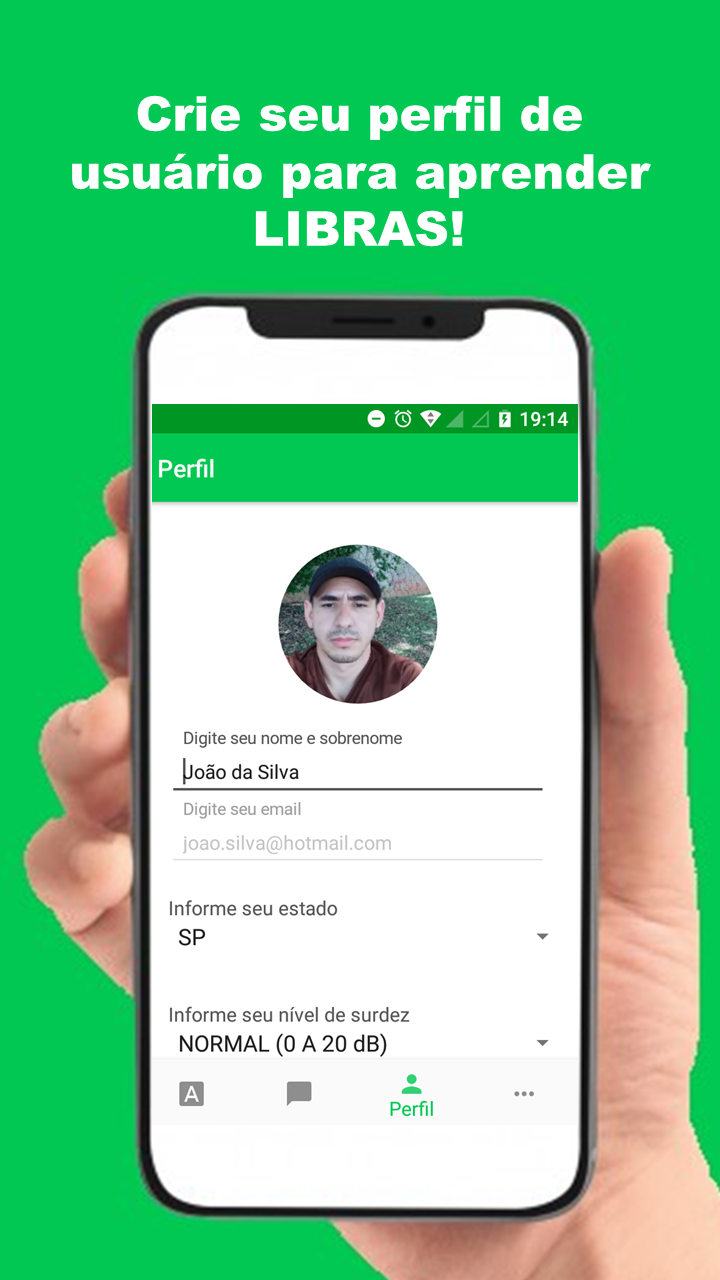 Crie seu perfil de
usuário para aprender
LIBRAS!
19:14
Perfil
Digite seu nome e sobrenome
João da Silva
Digite seu email
joao.silva@hotmail.com
Informe seu estado
SP
Informe seu nível de surdez
NORMAL (0 A 20 dB)
A
Perfil